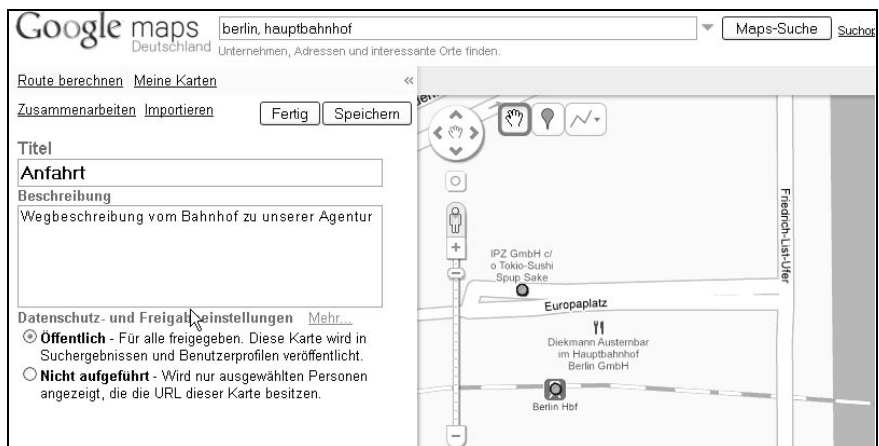 Google maps
Deutschland
berlin, hauptbahnhof
Maps-Suche
Unternehmen, Adressen und interessante Orte finden.
Route berechnen Meine Karten «
Zusammenarbeiten Importieren Fertig Speichern
Titel
Anfahrt
Beschreibung
Wegbeschreibung vom Bahnhof zu unserer Agentur
Datenschutz- und Freigabeeinstellungen Mehr...
Öffentlich - Für alle freigegeben. Diese Karte wird in
Suchergebnissen und Benutzerprofilen veröffentlicht.
Nicht aufgeführt - Wird nur ausgewählten Personen
angezeigt, die die URL dieser Karte besitzen.
IPZ GmbH c/
o Tokio-Sushi
Spup Sake
Europaplatz
Friedrich-List-Ufer
Diekmann Austernbar
im Hauptbahnhof
Berlin GmbH
Berlin Hbf